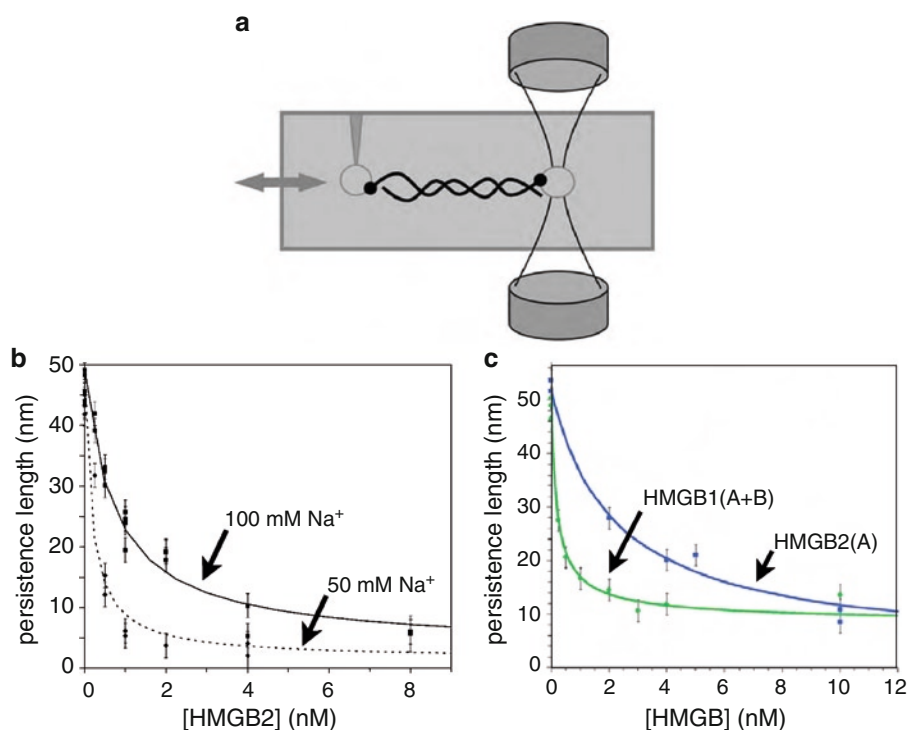 a
b
50
40
30
20
10
0
persistence length (nm)
100 mM Na⁺
50 mM Na⁺
0
2
4
6
8
[HMGB2] (nM)
c
50
40
30
20
10
0
persistence length (nm)
HMGB1(A+B)
HMGB2(A)
0
2
4
6
8
10
12
[HMGB] (nM)